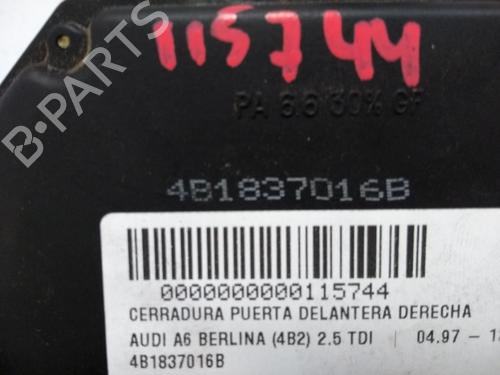 115744
PA 6.6 30% GF
4B1837016B
B-PARTS
0000000000115744
CERRADURA PUERTA DELANTERA DERECHA
AUDI A6 BERLINA (4B2) 2.5 TDI | 04.97 -
4B1837016B